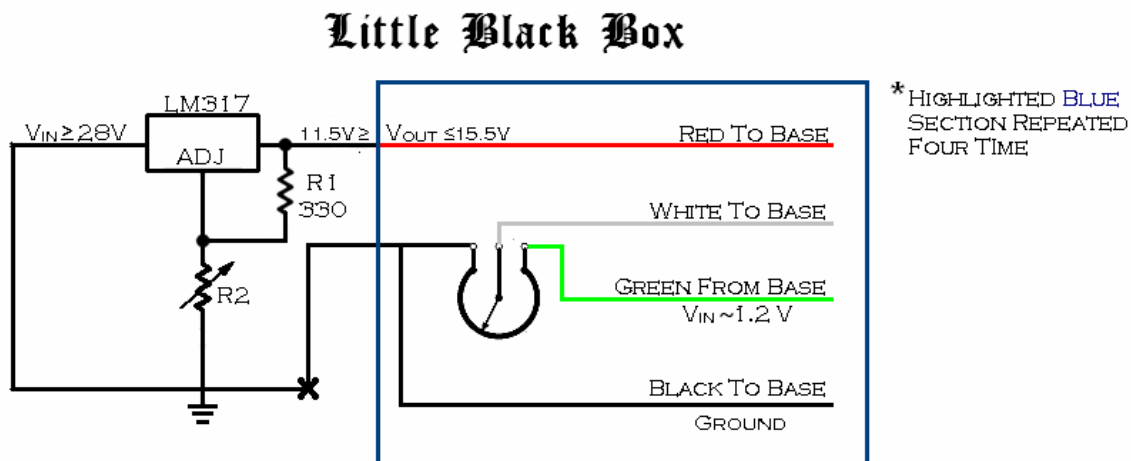 Little Black Box
LM317
VIN ≥ 28V
ADJ
11.5V ≥ VOUT ≤ 15.5V
RED TO BASE
* HIGHLIGHTED BLUE
SECTION REPEATED
FOUR TIME
R1
330
WHITE TO BASE
R2
GREEN FROM BASE
VIN ~1.2 V
BLACK TO BASE
GROUND